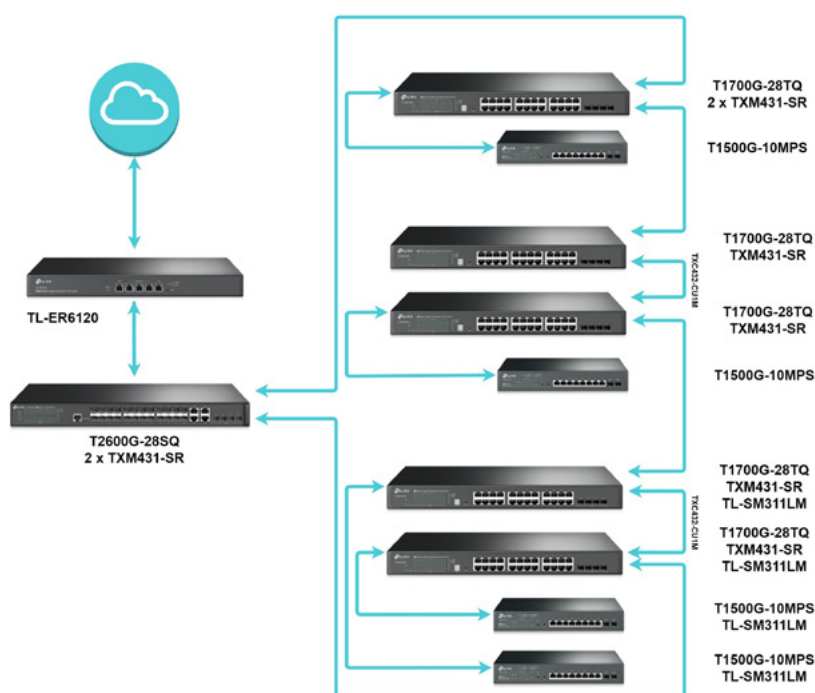 T1700G-28TQ
2 x TXM431-SR
T1500G-10MPS
T1700G-28TQ
TXM431-SR
TXC432-CU1M
TL-ER6120
T1700G-28TQ
TXM431-SR
T1500G-10MPS
T2600G-28SQ
2 x TXM431-SR
T1700G-28TQ
TXM431-SR
TL-SM311LM
TXC432-CU1M
T1700G-28TQ
TXM431-SR
TL-SM311LM
T1500G-10MPS
TL-SM311LM
T1500G-10MPS
TL-SM311LM